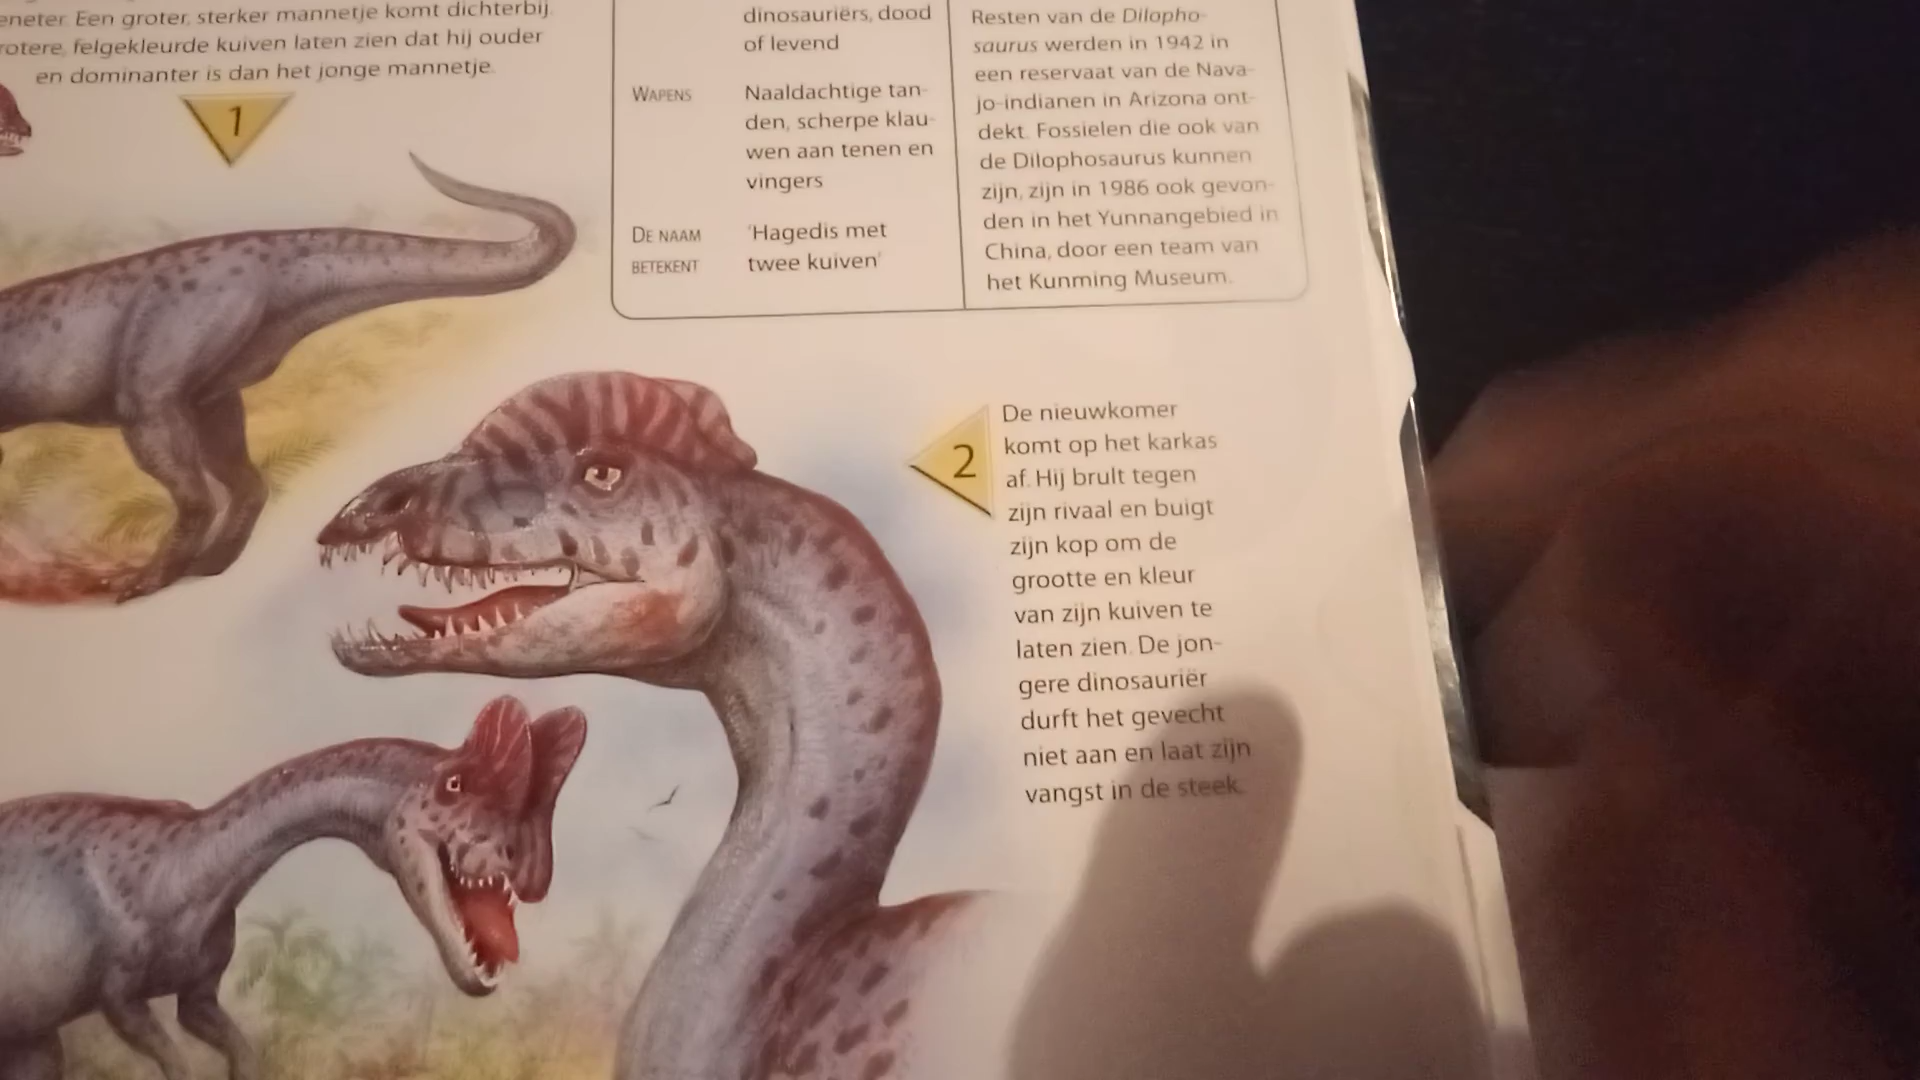 Een groter, sterker mannetje komt dichterbij.
felgekleurde kuiven laten zien dat hij ouder
en dominanter is dan het jonge mannetje.
1
dinosauriërs, dood
of levend
WAPENS
Naaldachtige tan-
den, scherpe klau-
wen aan tenen en
vingers
DE NAAM
BETEKENT
'Hagedis met
twee kuiven'
Resten van de Dilopho-
saurus werden in 1942 in
een reservaat van de Nava-
jo-indianen in Arizona ont-
dekt. Fossielen die ook van
de Dilophosaurus kunnen
zijn, zijn in 1986 ook gevon-
den in het Yunnangebied in
China, door een team van
het Kunming Museum.
2
De nieuwkomer
komt op het karkas
af. Hij brult tegen
zijn rivaal en buigt
zijn kop om de
grootte en kleur
van zijn kuiven te
laten zien. De jon-
gere dinosauriër
durft het gevecht
niet aan en laat zijn
vangst in de steek.